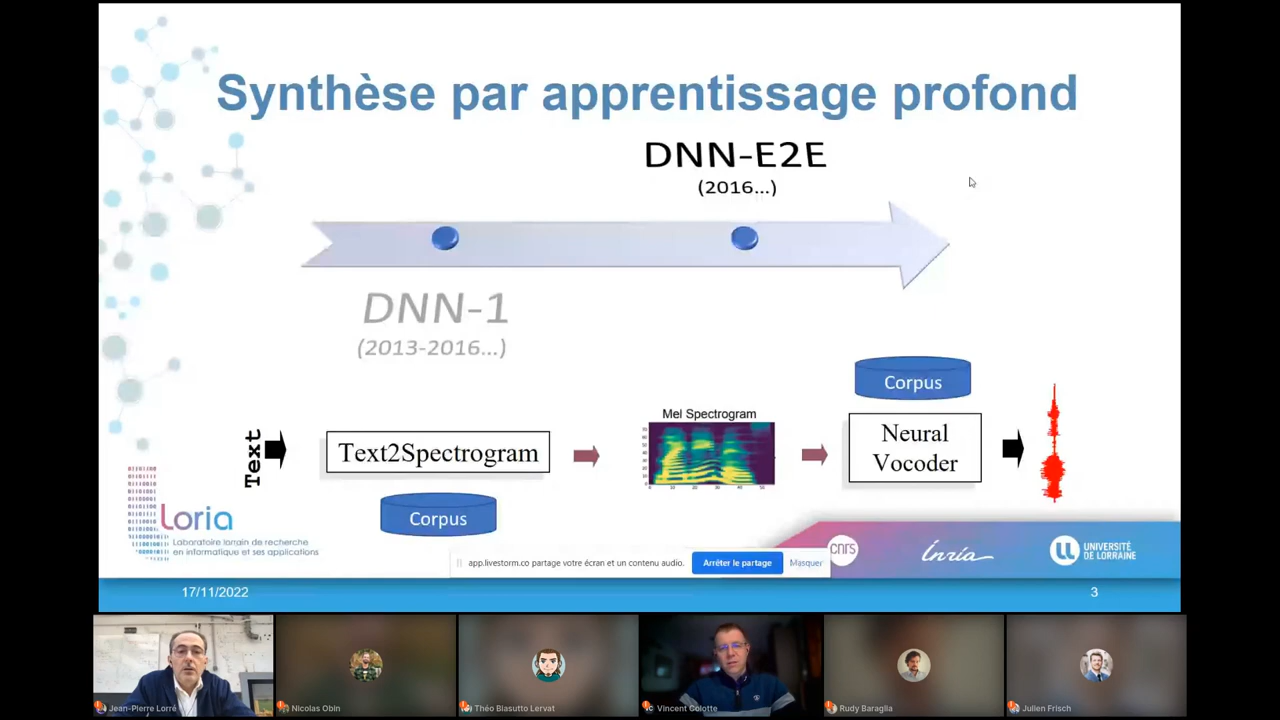 Synthèse par apprentissage profond
DNN-E2E
(2016...)
DNN-1
(2013-2016...)
Corpus
Mel Spectrogram
Text
Text2Spectrogram
Neural
Vocoder
Corpus
Loria
Laboratoire lorrain de recherche
en informatique et ses applications
app.livestorm.co partage votre écran et un contenu audio.
Arrêter le partage
Masquer
cnrs
Inria
UNIVERSITÉ
DE LORRAINE
17/11/2022
3
Jean-Pierre Lorré
Nicolas Obin
Théo Biasutto Lervat
Vincent Colotte
Rudy Baraglia
Julien Frisch